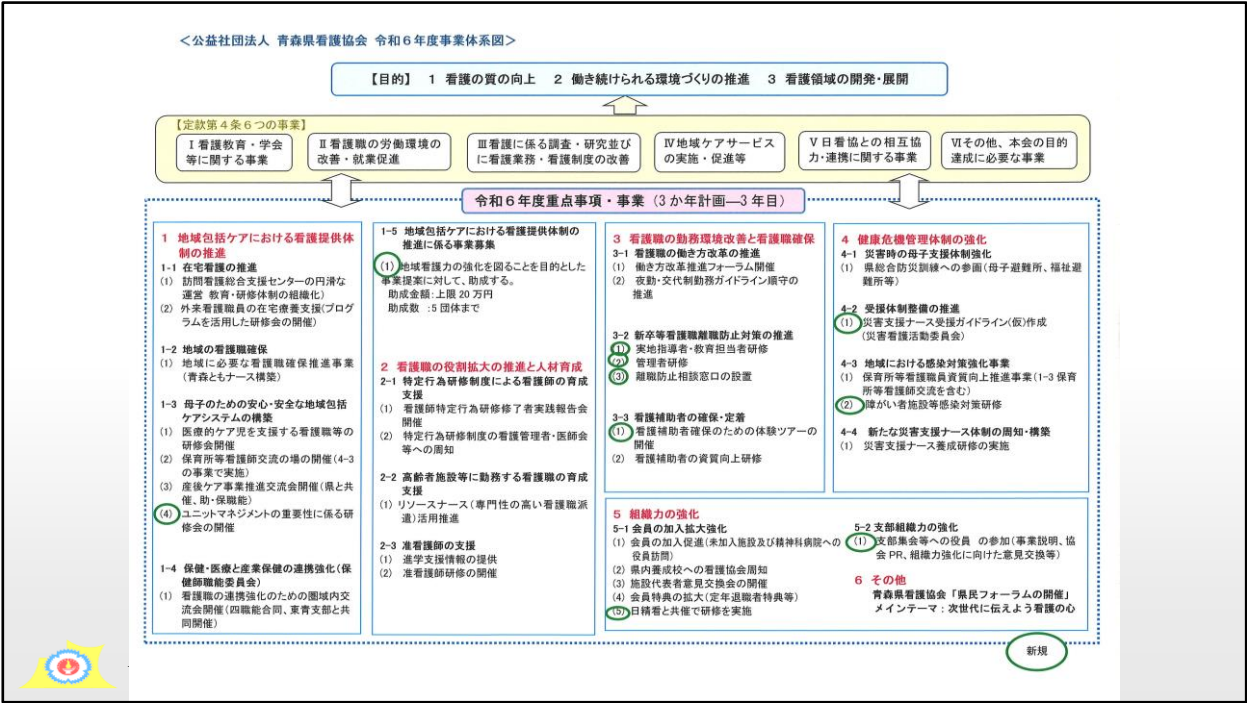 ＜公益社団法人 青森県看護協会 令和６年度事業体系図＞
【目的】 １ 看護の質の向上 ２ 働き続けられる環境づくりの推進 ３ 看護領域の開発・展開
【定款第４条６つの事業】
Ⅰ看護教育・学会
等に関する事業
Ⅱ看護職の労働環境の
改善・就業促進
Ⅲ看護に係る調査・研究並び
に看護業務・看護制度の改善
Ⅳ地域ケアサービス
の実施・促進等
Ⅴ日看協との相互協
力・連携に関する事業
Ⅵその他、本会の目的
達成に必要な事業
令和６年度重点事項・事業（３か年計画―３年目）
１ 地域包括ケアにおける看護提供体
制の推進
1-1 在宅看護の推進
(1) 訪問看護総合支援センターの円滑な
運営 教育・研修体制の組織化）
(2) 外来看護職員の在宅療養支援（プログ
ラムを活用した研修会の開催）
1-2 地域の看護職確保
(1) 地域に必要な看護職確保推進事業
（青森ともナース構築）
1-3 母子のための安心・安全な地域包括
ケアシステムの構築
(1) 医療的ケア児を支援する看護職等の
研修会開催
(2) 保育所等看護師交流の場の開催（4-3
の事業で実施）
(3) 産後ケア事業推進交流会開催（県と共
催、助・保職能）
(4) ユニットマネジメントの重要性に係る研
修会の開催
1-4 保健・医療と産業保健の連携強化（保
健師職能委員会）
(1) 看護職の連携強化のための圏域内交
流会開催（四職能合同、東青支部と共
同開催）
1-5 地域包括ケアにおける看護提供体制の
推進に係る事業募集
(1) 地域看護力の強化を図ることを目的とした
事業提案に対して、助成する。
助成金額：上限 20 万円
助成数 ：５団体まで
２ 看護職の役割拡大の推進と人材育成
2-1 特定行為研修制度による看護師の育成
支援
(1) 看護師特定行為研修修了者実践報告会
開催
(2) 特定行為研修制度の看護管理者・医師会
等への周知
2-2 高齢者施設等に勤務する看護職の育成
支援
(1) リソースナース（専門性の高い看護職派
遣）活用推進
2-3 准看護師の支援
(1) 進学支援情報の提供
(2) 准看護師研修の開催
３ 看護職の勤務環境改善と看護職確保
3-1 看護職の働き方改革の推進
(1) 働き方改革推進フォーラム開催
(2) 夜勤・交代制勤務ガイドライン順守の
推進
3-2 新卒等看護職離職防止対策の推進
(1) 実地指導者・教育担当者研修
(2) 管理者研修
(3) 離職防止相談窓口の設置
3-3 看護補助者の確保・定着
(1) 看護補助者確保のための体験ツアーの
開催
(2) 看護補助者の資質向上研修
４ 健康危機管理体制の強化
4-1 災害時の母子支援体制強化
(1) 県総合防災訓練への参画（母子避難所、福祉避
難所等）
4-2 受援体制整備の推進
(1) 災害支援ナース受援ガイドライン（仮）作成
（災害看護活動委員会）
4-3 地域における感染対策強化事業
(1) 保育所等看護職員資質向上推進事業（1-3 保育
所等看護師交流を含む）
(2) 障がい者施設等感染対策研修
4-4 新たな災害支援ナース体制の周知・構築
(1) 災害支援ナース養成研修の実施
５ 組織力の強化
5-1 会員の加入拡大強化
(1) 会員の加入促進（未加入施設及び精神科病院への
役員訪問）
(2) 県内養成校への看護協会周知
(3) 施設代表者意見交換会の開催
(4) 会員特典の拡大（定年退職者特典等）
(5) 日精看と共催で研修を実施
5-2 支部組織力の強化
(1) 支部集会等への役員 の参加（事業説明、協
会 PR、組織力強化に向けた意見交換等）
６ その他
青森県看護協会「県民フォーラムの開催」
メインテーマ：次世代に伝えよう看護の心
新規